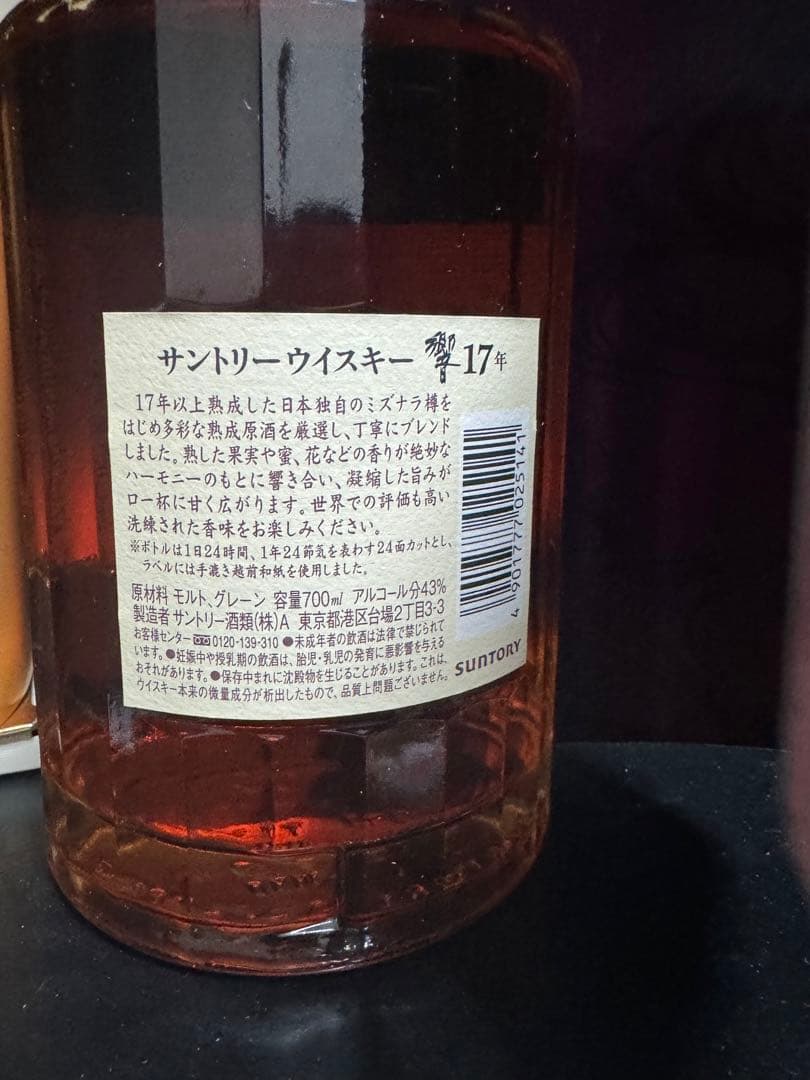 サントリーウイスキー 響 17年
17年以上熟成した日本独自のミズナラ樽を
はじめ多彩な熟成原酒を厳選し、丁寧にブレンド
しました。熟した果実や蜜、花などの香りが絶妙な
ハーモニーのもとに響き合い、凝縮した旨みが
口一杯に甘く広がります。世界での評価も高い
洗練された香味をお楽しみください。
※ボトルは1日24時間、1年24節気を表わす24面カットとし、
ラベルには手漉き越前和紙を使用しました。
原材料 モルト、グレーン 容量700ml アルコール分43%
製造者 サントリー酒類(株)A 東京都港区台場2丁目3-3
お客様センター 0120-139-310 ●未成年者の飲酒は法律で禁じられて
います。●妊娠中や授乳期の飲酒は、胎児・乳児の発育に悪影響を与える
おそれがあります。●保存中まれに沈殿物を生じることがあります。これは、
ウイスキー本来の微量成分が析出したもので、品質上問題ございません。
4 901777 025141
SUNTORY